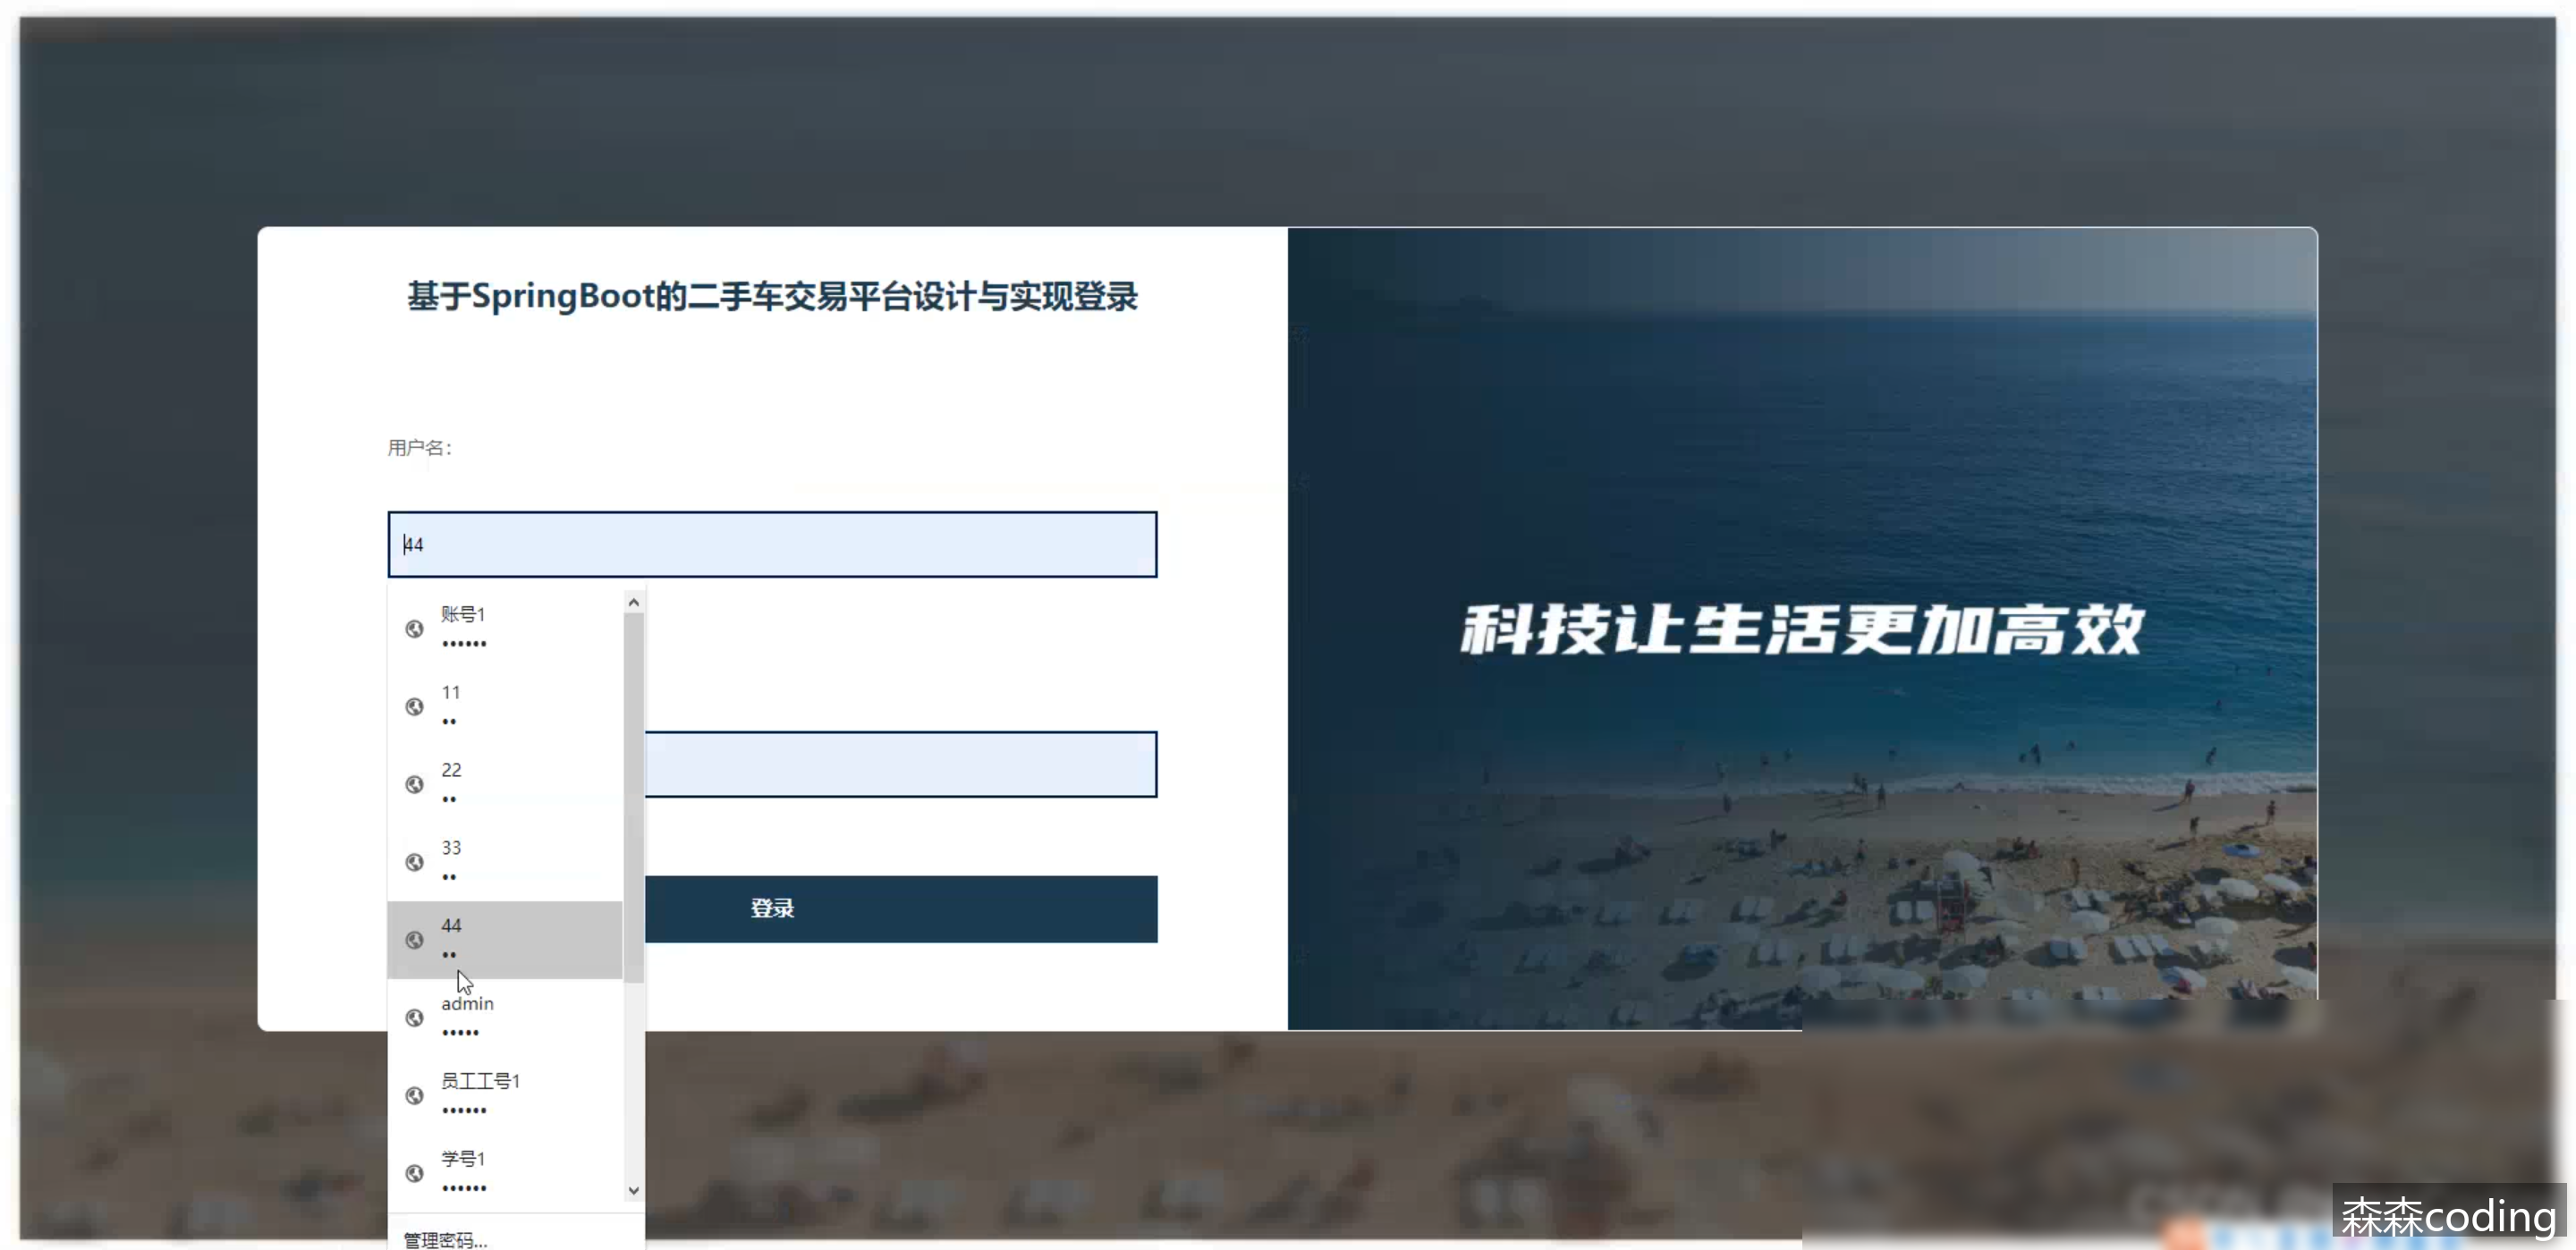 基于SpringBoot的二手车交易平台设计与实现登录
用户名：
44
账号1
••••••
11
••
22
••
33
••
44
••
admin
•••••
员工工号1
••••••
学号1
••••••
管理密码...
登录
科技让生活更加高效
森森coding